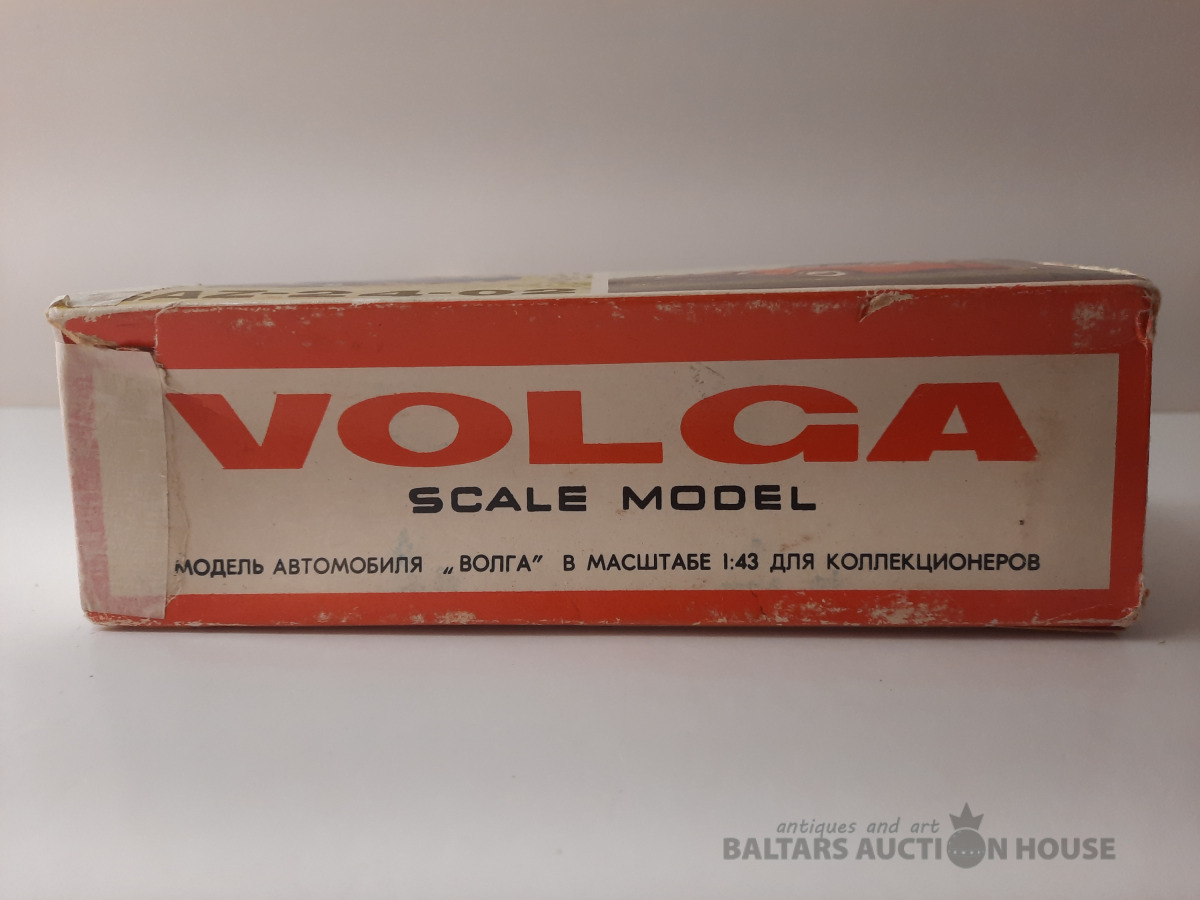 VOLGA
SCALE MODEL
МОДЕЛЬ АВТОМОБИЛЯ „ВОЛГА” В МАСШТАБЕ 1:43 ДЛЯ КОЛЛЕКЦИОНЕРОВ
antiques and art
BALTARS AUCTION HOUSE